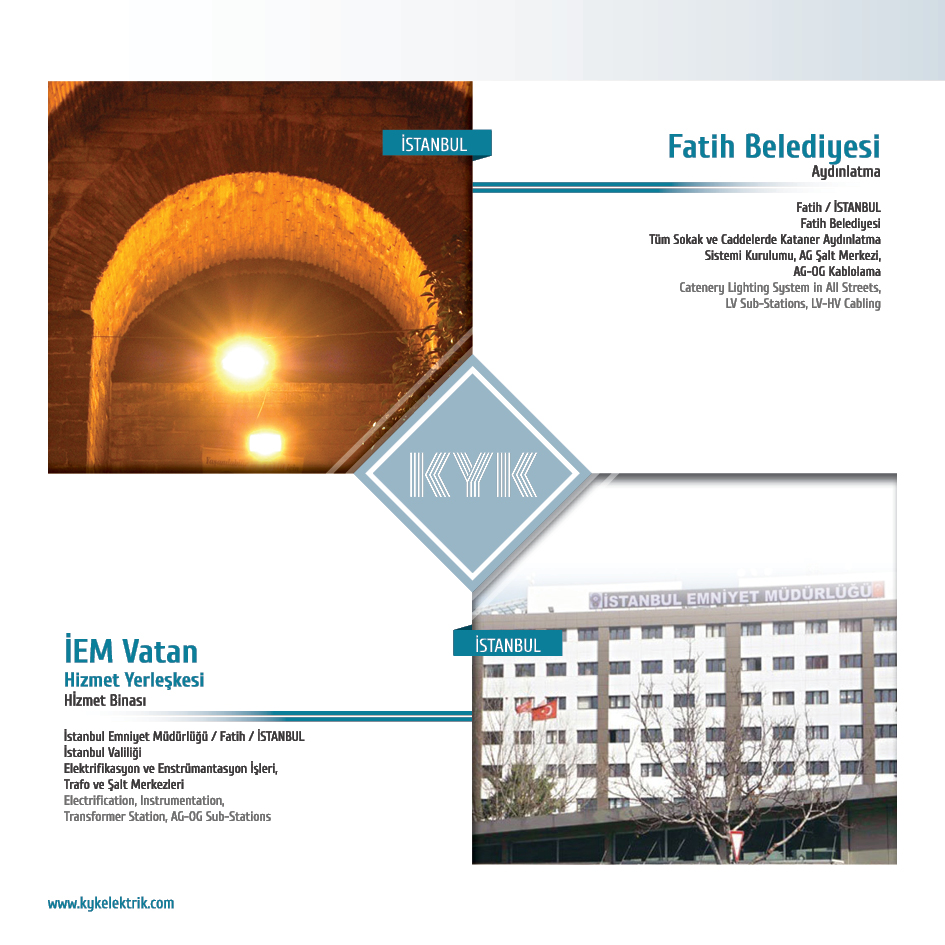 İSTANBUL
Fatih Belediyesi
Aydınlatma
Fatih / İSTANBUL
Fatih Belediyesi
Tüm Sokak ve Caddelerde Kataner Aydınlatma
Sistemi Kurulumu, AG Şalt Merkezi,
AG-OG Kablolama
Catenery Lighting System in All Streets,
LV Sub-Stations, LV-HV Cabling
KYK
İSTANBUL EMNİYET MÜDÜRLÜĞÜ
İSTANBUL
İEM Vatan
Hizmet Yerleşkesi
Hİzmet Binası
İstanbul Emniyet Müdürlüğü / Fatih / İSTANBUL
İstanbul Valiliği
Elektrifikasyon ve Enstrümantasyon İşleri,
Trafo ve Şalt Merkezleri
Electrification, Instrumentation,
Transformer Station, AG-OG Sub-Stations
www.kykelektrik.com